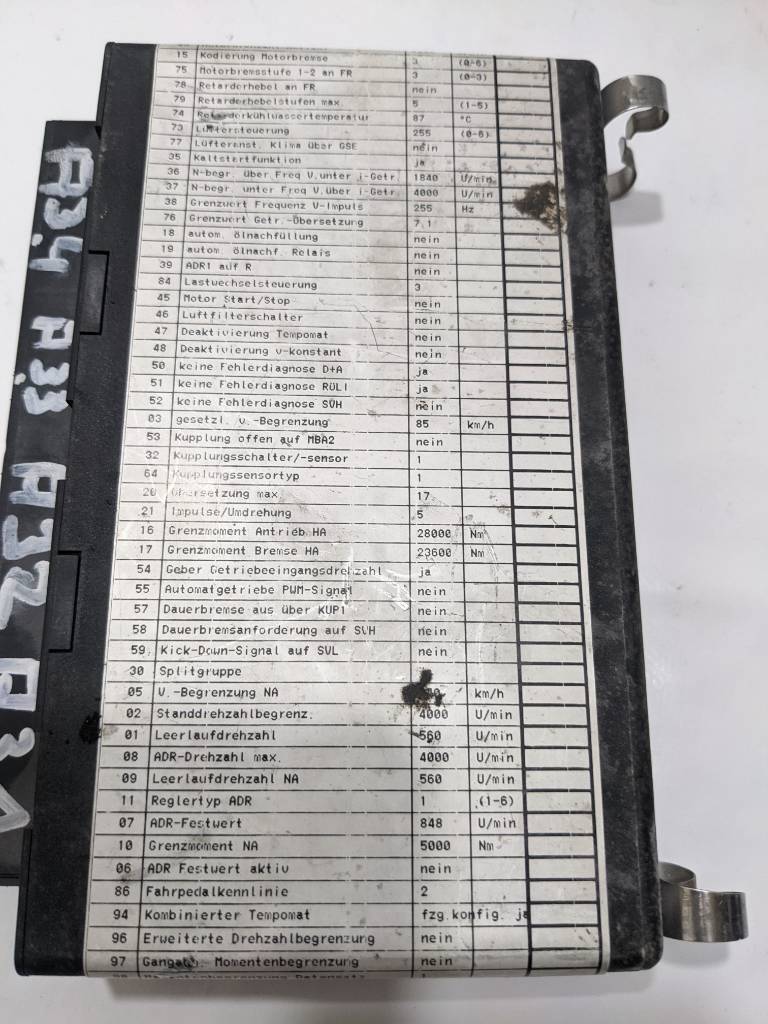 15 Kodierung Motorbremse 3 (0-6)
75 Motorbremsstufe 1-2 an FR 3 (0-3)
78 Retarderhebel an FR nein
79 Retarderhebelstufen max 5 (1-5)
74 Retarderkühlwassertemperatur 87 °C
73 Lüftersteuerung 255 (0-6)
77 Lüfteranst. Klima über GSE nein
35 Kaltstartfunktion ja
36 N-begr. über Freq V.unter i-Getr. 1840 U/min
37 N-begr. unter Freq V.über i-Getr. 4000 U/min
38 Grenzwert Frequenz V-Impuls 255 Hz
76 Grenzwert Getr.-Übersetzung 7,1
18 autom. ölnachfüllung nein
19 autom. ölnachf. Relais nein
39 ADR1 auf R nein
84 Lastwechselsteuerung 3
45 Motor Start/Stop nein
46 Luftfilterschalter nein
47 Deaktivierung Tempomat nein
48 Deaktivierung v-konstant nein
50 keine Fehlerdiagnose D+A ja
51 keine Fehlerdiagnose RÜLI ja
52 keine Fehlerdiagnose SVH nein
03 gesetzl. v.-Begrenzung 85 km/h
53 Kupplung offen auf MBA2 nein
32 Kupplungsschalter/-sensor 1
64 Kupplungssensortyp 1
20 Übersetzung max 17.
21 Impulse/Umdrehung 5
16 Grenzmoment Antrieb HA 28000 Nm
17 Grenzmoment Bremse HA 23600 Nm
54 Geber Getriebeeingangsdrehzahl ja
55 Automatgetriebe PWM-Signal nein
57 Dauerbremse aus über KUP1 nein
58 Dauerbremsanforderung auf SVH nein
59 Kick-Down-Signal auf SVL nein
30 Splitgruppe
05 V.-Begrenzung NA km/h
02 Standdrehzahlbegrenz. 4000 U/min
01 Leerlaufdrehzahl 560 U/min
08 ADR-Drehzahl max. 4000 U/min
09 Leerlaufdrehzahl NA 560 U/min
11 Reglertyp ADR 1 (1-6)
07 ADR-Festwert 848 U/min
10 Grenzmoment NA 5000 Nm
06 ADR Festwert aktiv nein
86 Fahrpedalkennlinie 2
94 Kombinierter Tempomat fzg.konfig. ja
96 Erweiterte Drehzahlbegrenzung nein
97 Gangabh. Momentenbegrenzung nein
A34 A33 A32